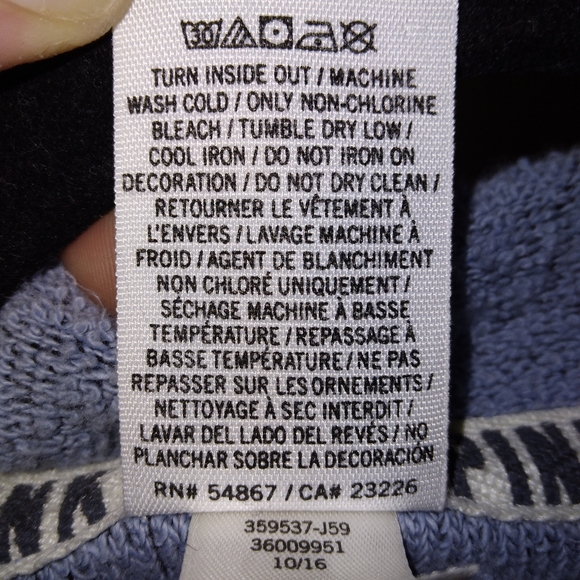 30
TURN INSIDE OUT / MACHINE
WASH COLD / ONLY NON-CHLORINE
BLEACH / TUMBLE DRY LOW /
COOL IRON / DO NOT IRON ON
DECORATION / DO NOT DRY CLEAN /
RETOURNER LE VÊTEMENT À
L'ENVERS / LAVAGE MACHINE À
FROID / AGENT DE BLANCHIMENT
NON CHLORÉ UNIQUEMENT /
SÉCHAGE MACHINE À BASSE
TEMPÉRATURE / REPASSAGE À
BASSE TEMPÉRATURE / NE PAS
REPASSER SUR LES ORNEMENTS /
NETTOYAGE À SEC INTERDIT /
LAVAR DEL LADO DEL REVÉS / NO
PLANCHAR SOBRE LA DECORACIÓN
RN# 54867 / CA# 23226
359537-J59
36009951
10/16
PINK